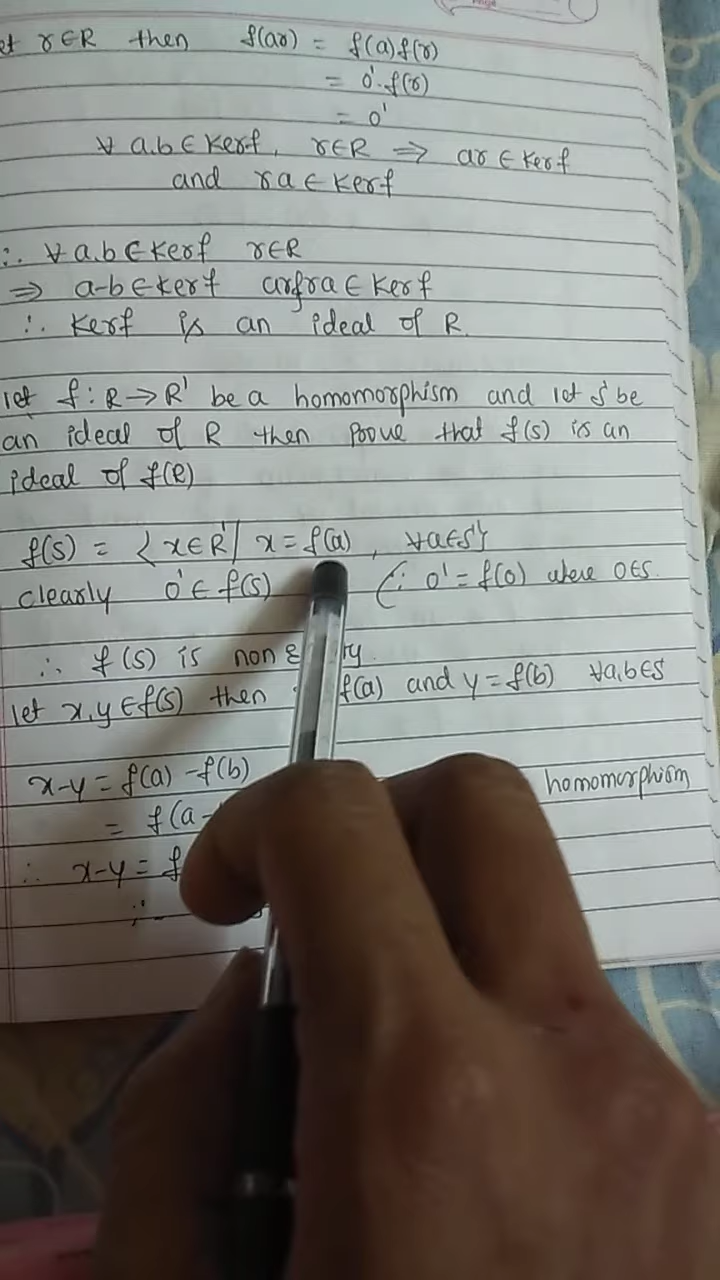 et r∈R then f(ar) = f(a)f(r)
= 0'·f(r)
= 0'
∀ a,b ∈ Kerf, r∈R ⇒ ar ∈ Kerf
and ra ∈ Kerf
∴ ∀ a,b ∈ Kerf r∈R
⇒ a-b ∈ Kerf ar, ra ∈ Kerf
∴ Kerf is an ideal of R.
let f: R → R' be a homomorphism and let S be
an ideal of R then prove that f(S) is an
ideal of f(R)
f(S) = {x∈R' / x = f(a), ∀a∈S}
clearly 0' ∈ f(S) (∵ 0' = f(0) where 0∈S.
∴ f(S) is non
let x,y ∈ f(S) then f(a) and y = f(b) ∀a,b∈S
x-y = f(a) - f(b) homomorphism
= f(a-
∴ x-y = f